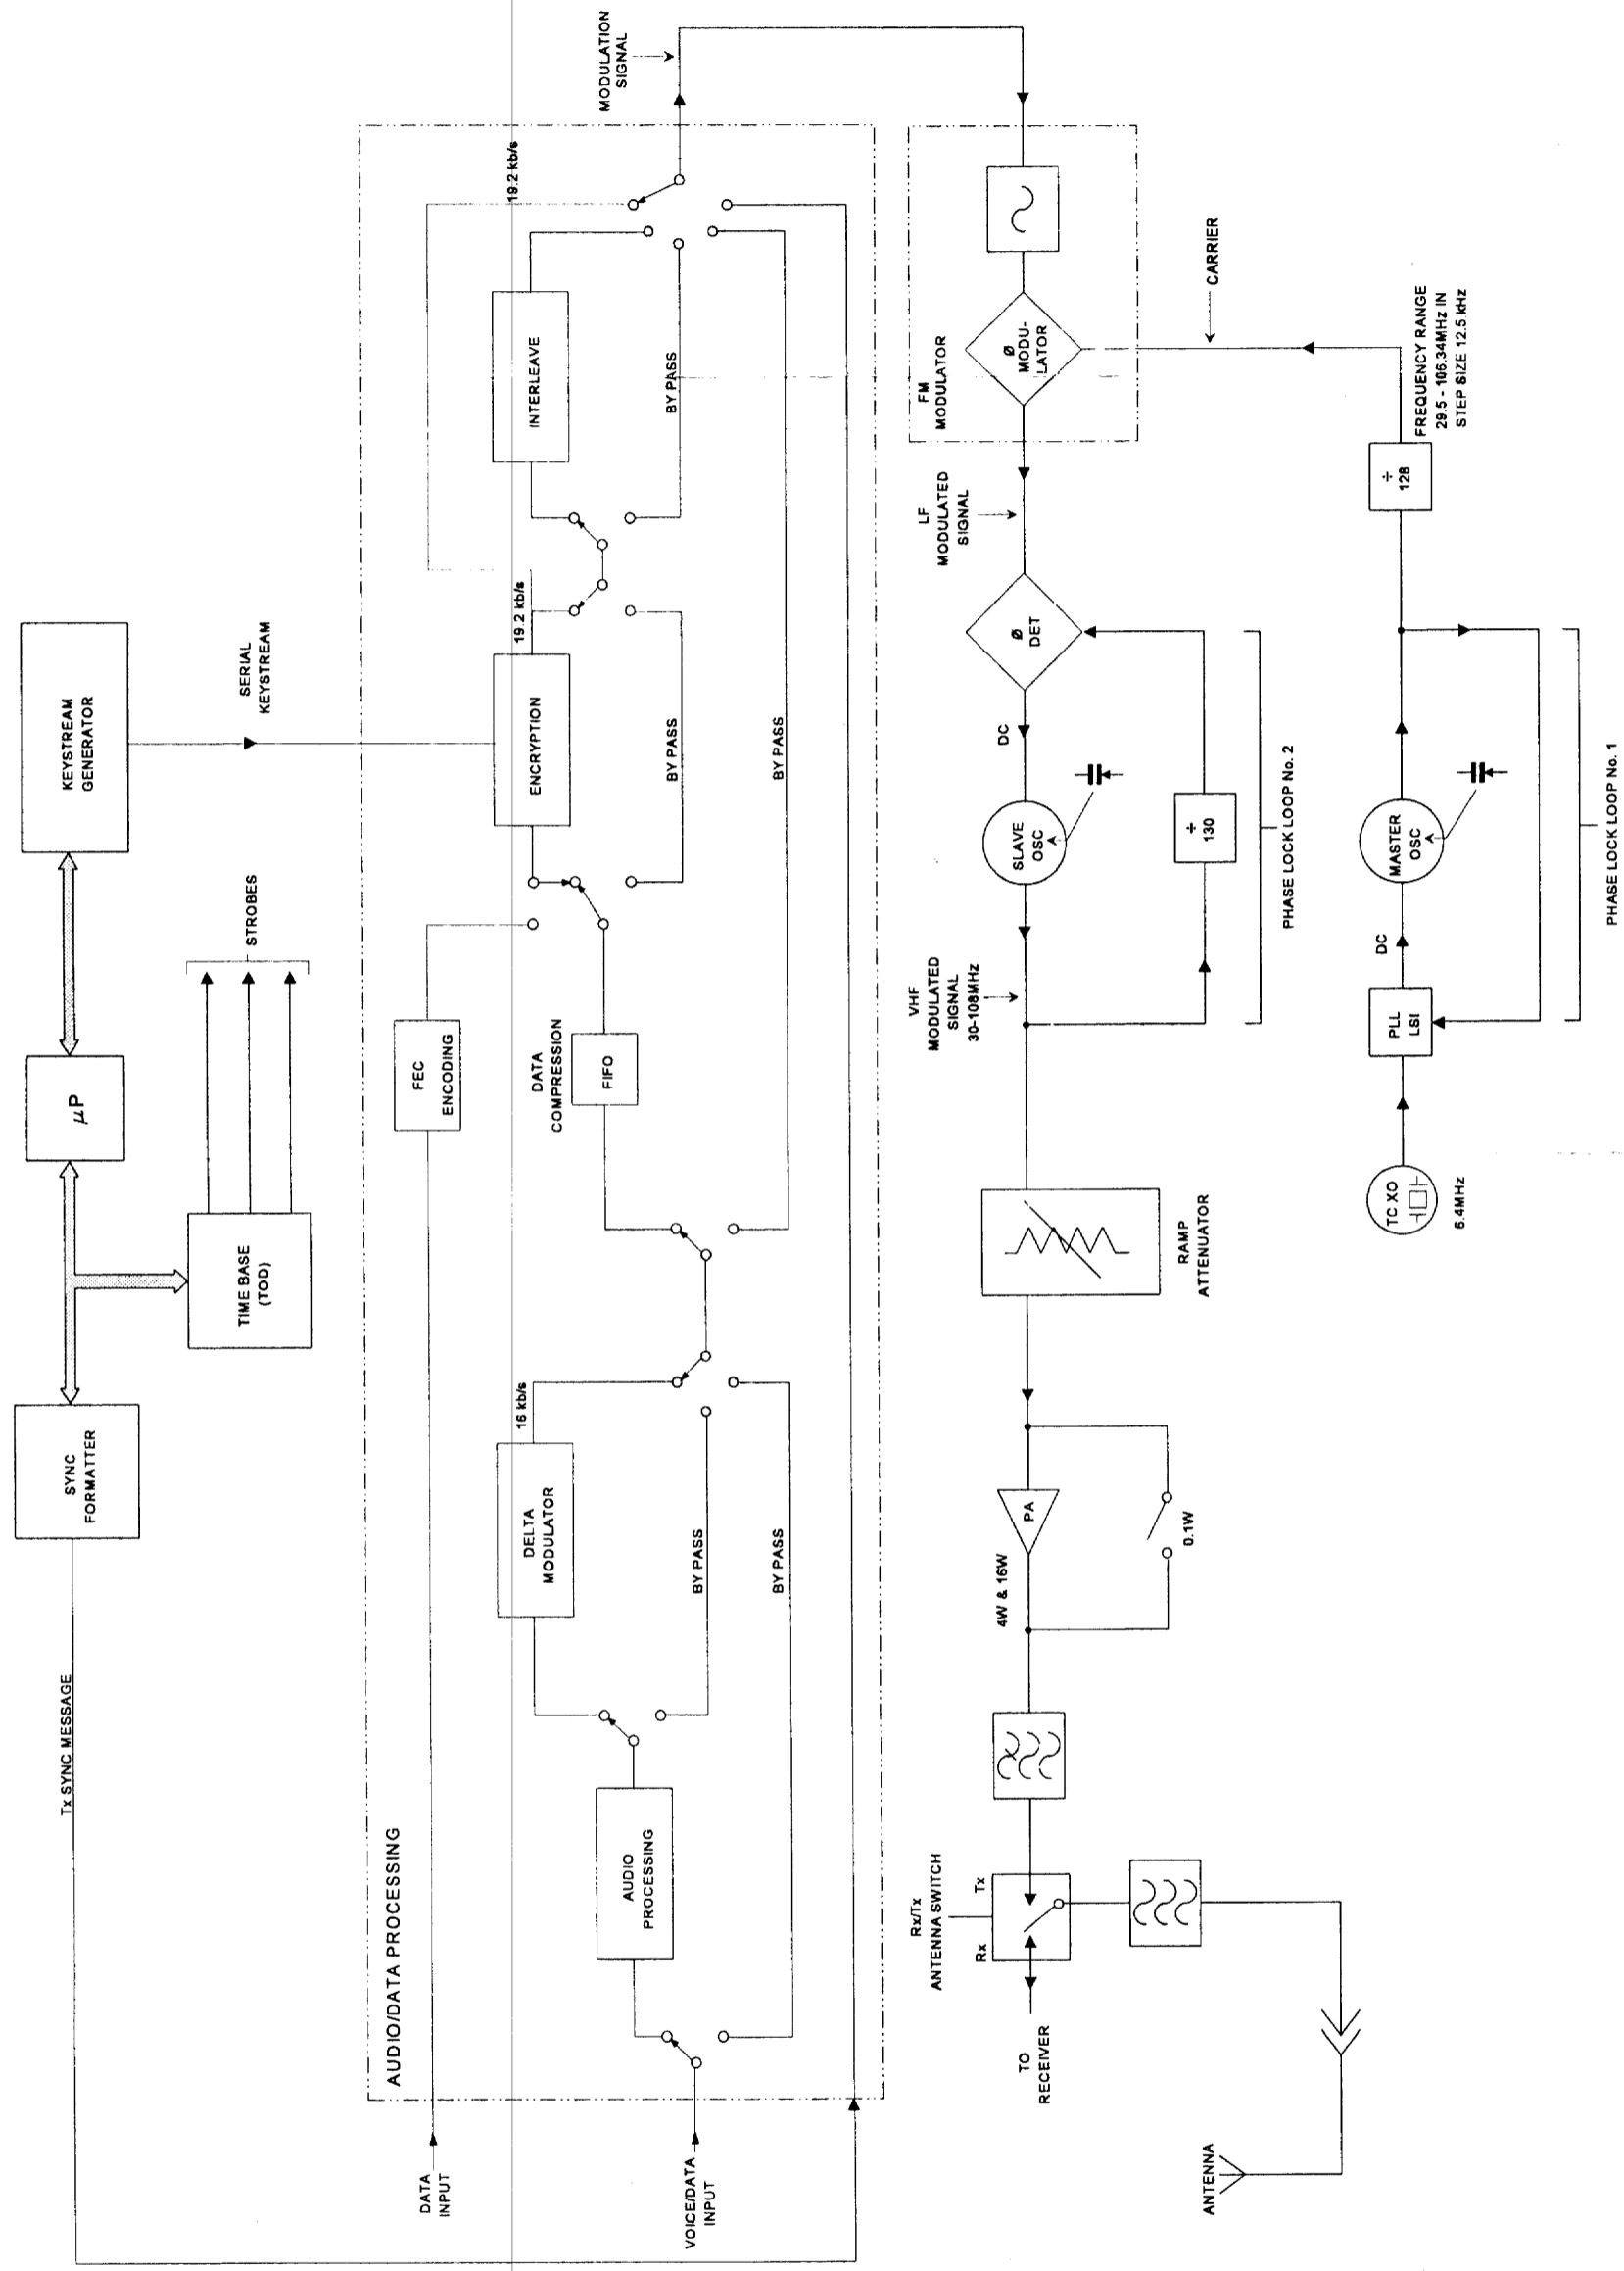 SYNC
FORMATTER
μP
KEYSTREAM
GENERATOR
TIME BASE
(TOD)
STROBES
SERIAL
KEYSTREAM
Tx SYNC MESSAGE
AUDIO/DATA PROCESSING
DATA
INPUT
FEC
ENCODING
VOICE/DATA
INPUT
AUDIO
PROCESSING
DELTA
MODULATOR
16 kb/s
BY PASS
BY PASS
DATA
COMPRESSION
FIFO
ENCRYPTION
19.2 kb/s
BY PASS
BY PASS
INTERLEAVE
BY PASS
19.2 kb/s
MODULATION
SIGNAL
FM
MODULATOR
Ø
MODU-
LATOR
CARRIER
LF
MODULATED
SIGNAL
Ø
DET
DC
SLAVE
OSC
÷
130
PHASE LOCK LOOP No. 2
VHF
MODULATED
SIGNAL
30-108MHz
RAMP
ATTENUATOR
PA
4W & 16W
0.1W
Rx/Tx
ANTENNA SWITCH
Rx
Tx
TO
RECEIVER
ANTENNA
TC XO
6.4MHz
PLL
LSI
DC
MASTER
OSC
÷
128
FREQUENCY RANGE
29.5 - 106.34MHz IN
STEP SIZE 12.5 kHz
PHASE LOCK LOOP No. 1